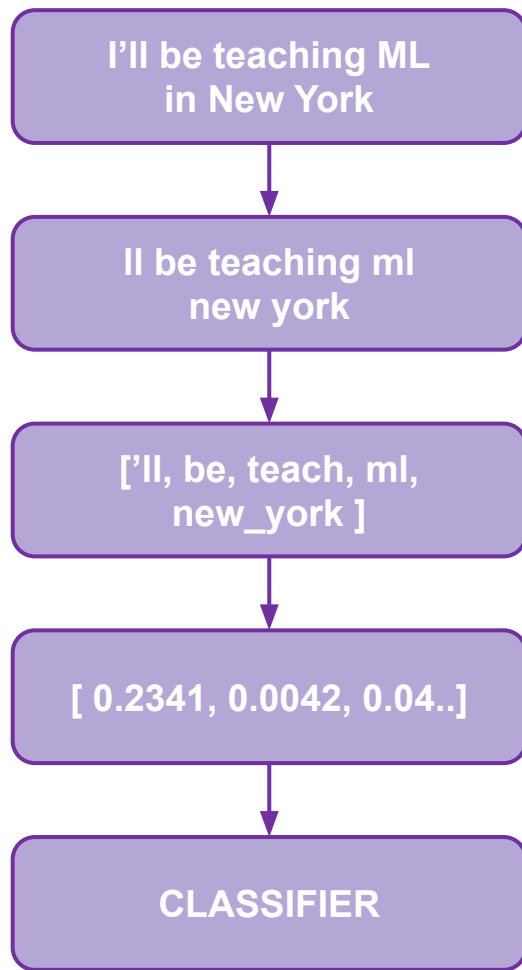 I’ll be teaching ML
in New York
ll be teaching ml
new york
[’ll, be, teach, ml,
new_york ]
[ 0.2341, 0.0042, 0.04..]
CLASSIFIER